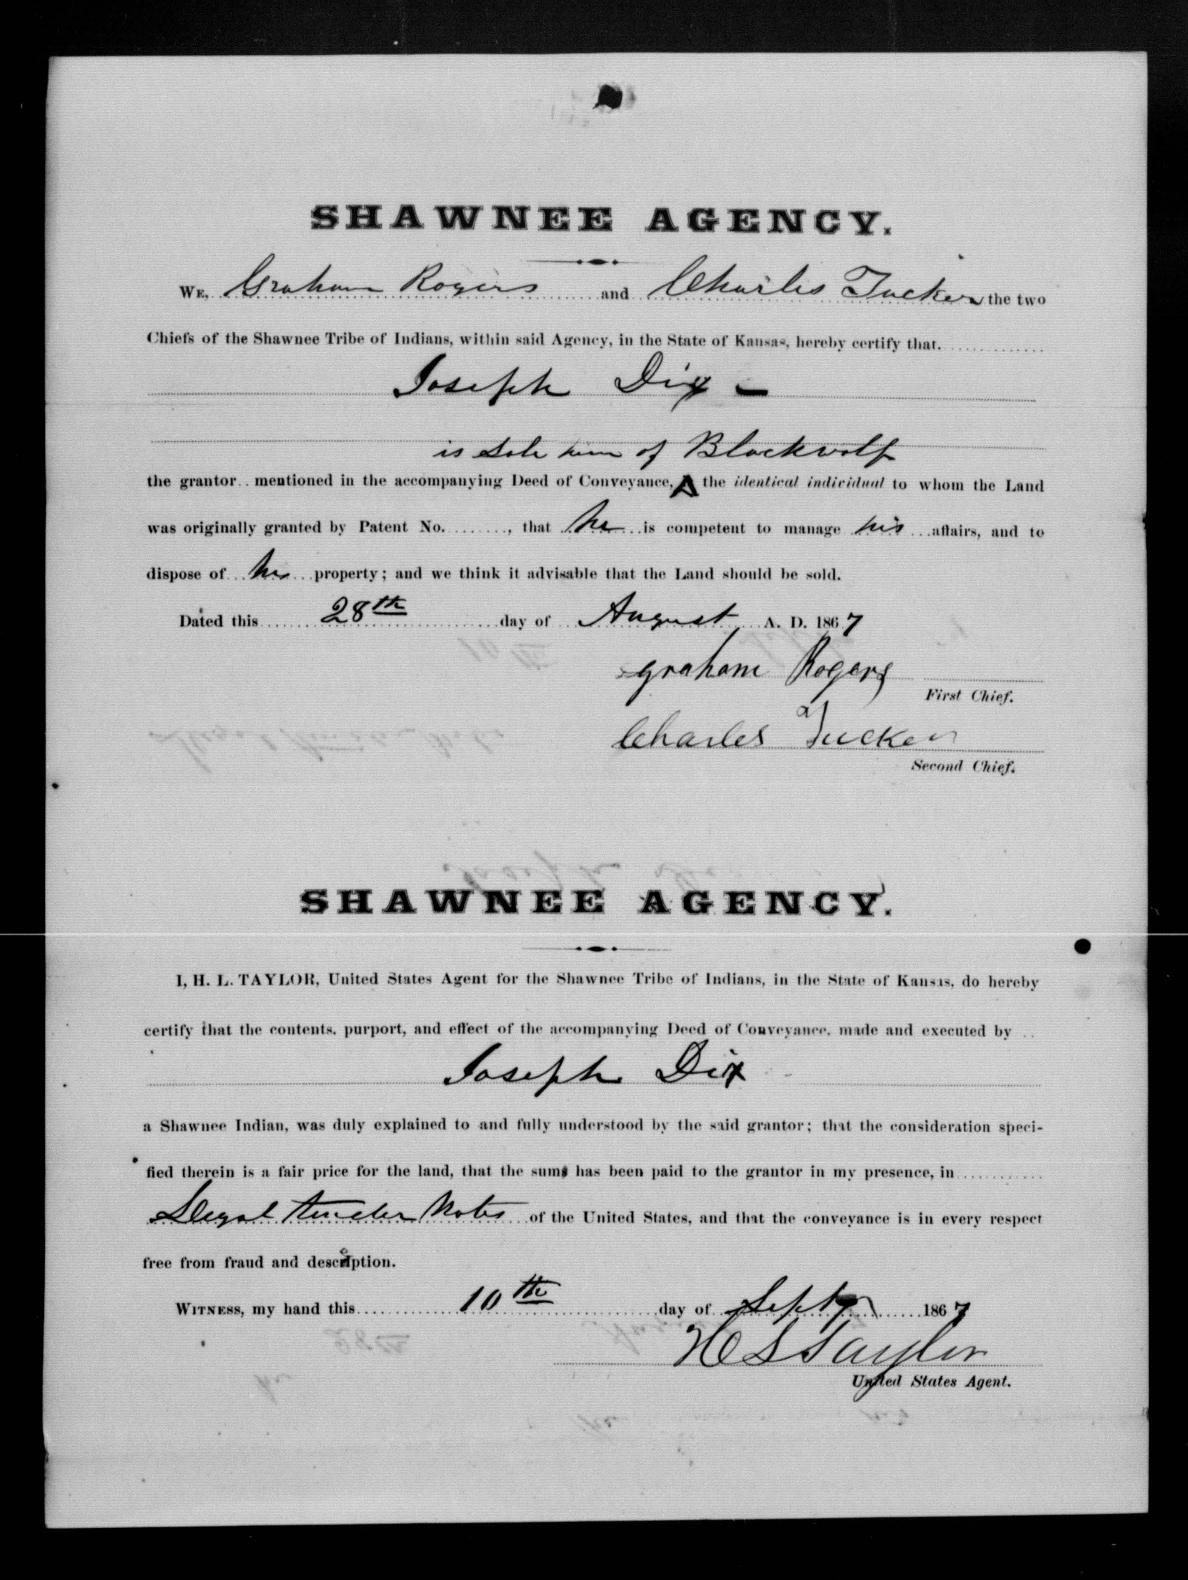 SHAWNEE AGENCY.
WE, Graham Rogers and Charles Tucker the two
Chiefs of the Shawnee Tribe of Indians, within said Agency, in the State of Kansas, hereby certify that
Joseph Dix —
is sole heir of Blackwolf
the grantor mentioned in the accompanying Deed of Conveyance, ʌ the identical individual to whom the Land
was originally granted by Patent No. , that he is competent to manage his affairs, and to
dispose of his property; and we think it advisable that the Land should be sold.
Dated this 28th day of August A. D. 1867
graham Rogers
First Chief.
Charles Tucker
Second Chief.
SHAWNEE AGENCY.
I, H. L. TAYLOR, United States Agent for the Shawnee Tribe of Indians, in the State of Kansas, do hereby
certify that the contents, purport, and effect of the accompanying Deed of Conveyance, made and executed by
Joseph Dix
a Shawnee Indian, was duly explained to and fully understood by the said grantor; that the consideration speci-
fied therein is a fair price for the land, that the sum has been paid to the grantor in my presence, in
Legal tender Notes of the United States, and that the conveyance is in every respect
free from fraud and description.
WITNESS, my hand this 10th day of Septr 1867
H L Taylor
United States Agent.